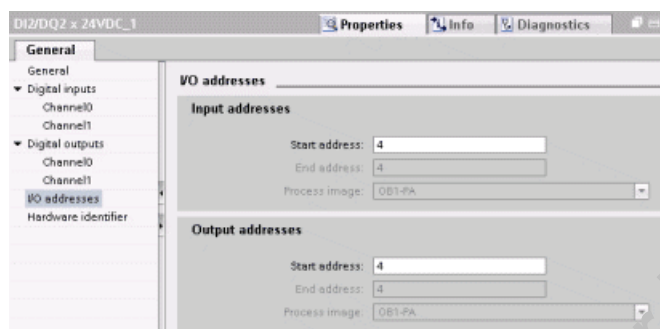 DI2/DQ2 x 24VDC_1
Properties
Info
Diagnostics
General
General
Digital inputs
Channel0
Channel1
Digital outputs
Channel0
Channel1
I/O addresses
Hardware identifier
I/O addresses
Input addresses
Start address: 4
End address: 4
Process image: OB1-PA
Output addresses
Start address: 4
End address: 4
Process image: OB1-PA